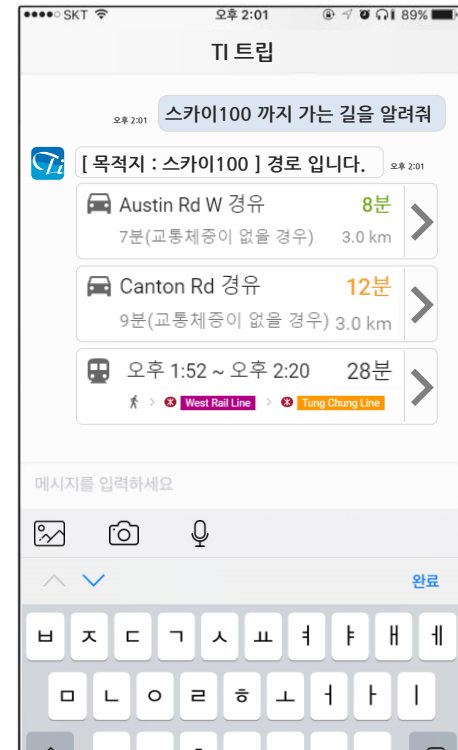 SKT 오후 2:01 89%
TI 트립
오후 2:01 스카이100 까지 가는 길을 알려줘
Ti [ 목적지 : 스카이100 ] 경로 입니다. 오후 2:01
Austin Rd W 경유 8분
7분(교통체증이 없을 경우) 3.0 km
Canton Rd 경유 12분
9분(교통체증이 없을 경우) 3.0 km
오후 1:52 ~ 오후 2:20 28분
West Rail Line Tung Chung Line
메시지를 입력하세요
완료
ㅂ ㅈ ㄷ ㄱ ㅅ ㅛ ㅕ ㅑ ㅐ ㅔ
ㅁ ㄴ ㅇ ㄹ ㅎ ㅗ ㅓ ㅏ ㅣ